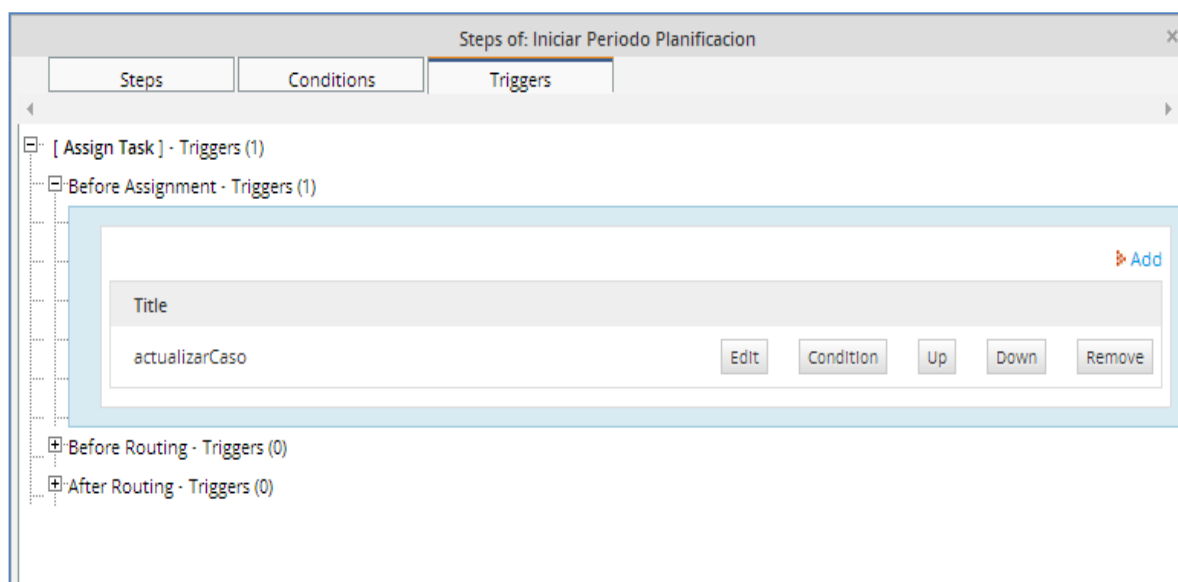 Steps of: Iniciar Periodo Planificacion
Steps Conditions Triggers
[ Assign Task ] - Triggers (1)
Before Assignment - Triggers (1)
Add
Title
actualizarCaso Edit Condition Up Down Remove
Before Routing - Triggers (0)
After Routing - Triggers (0)